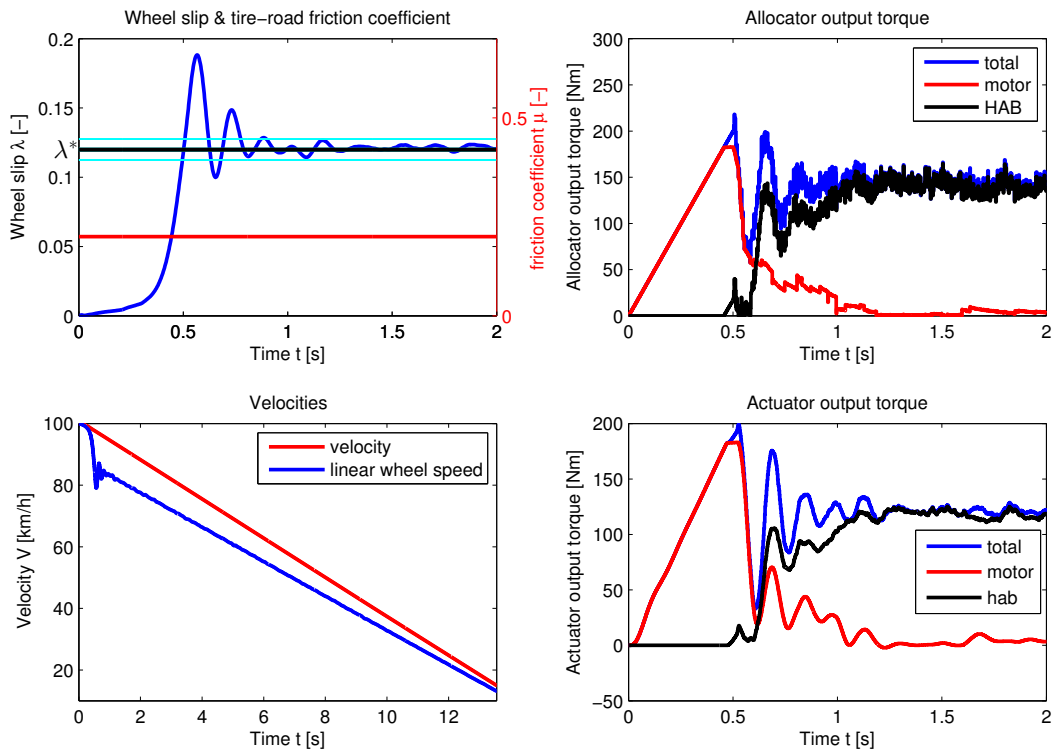 Wheel slip & tire−road friction coefficient
0.2
0.15
λ*
0.1
0.05
0
Wheel slip λ [−]
0.5
0
friction coefficient μ [−]
0
0.5
1
1.5
2
Time t [s]
Allocator output torque
300
250
200
150
100
50
0
Allocator output torque [Nm]
total
motor
HAB
0
0.5
1
1.5
2
Time t [s]
Velocities
100
80
60
40
20
Velocity V [km/h]
velocity
linear wheel speed
0
2
4
6
8
10
12
Time t [s]
Actuator output torque
200
150
100
50
0
−50
Actuator output torque [Nm]
total
motor
hab
0
0.5
1
1.5
2
Time t [s]